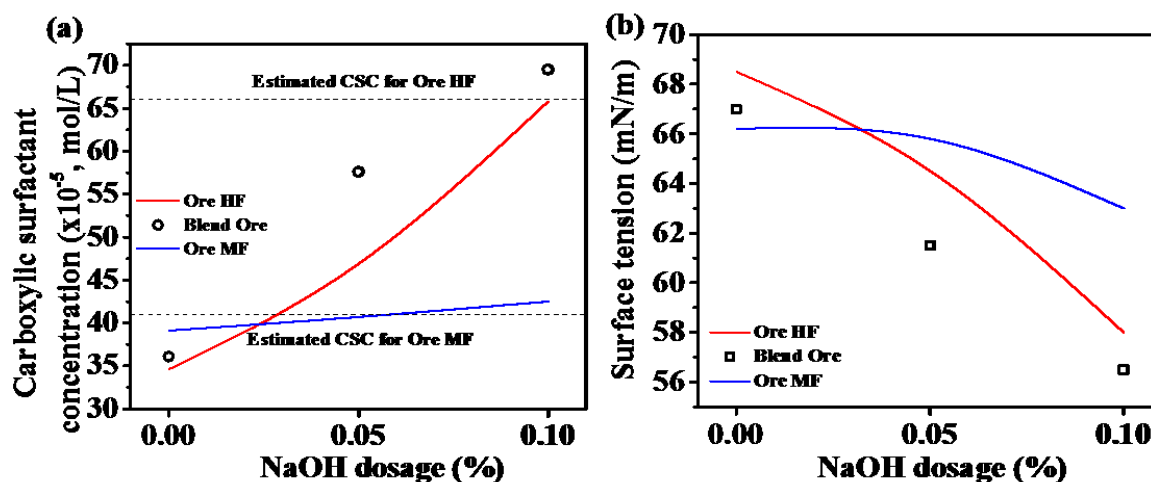 (a)
Carboxylic surfactant
concentration (x10⁻⁵, mol/L)
70
65
60
55
50
45
40
35
30
Estimated CSC for Ore HF
Ore HF
Blend Ore
Ore MF
Estimated CSC for Ore MF
0.00
0.05
0.10
NaOH dosage (%)
(b)
Surface tension (mN/m)
70
68
66
64
62
60
58
56
Ore HF
Blend Ore
Ore MF
0.00
0.05
0.10
NaOH dosage (%)